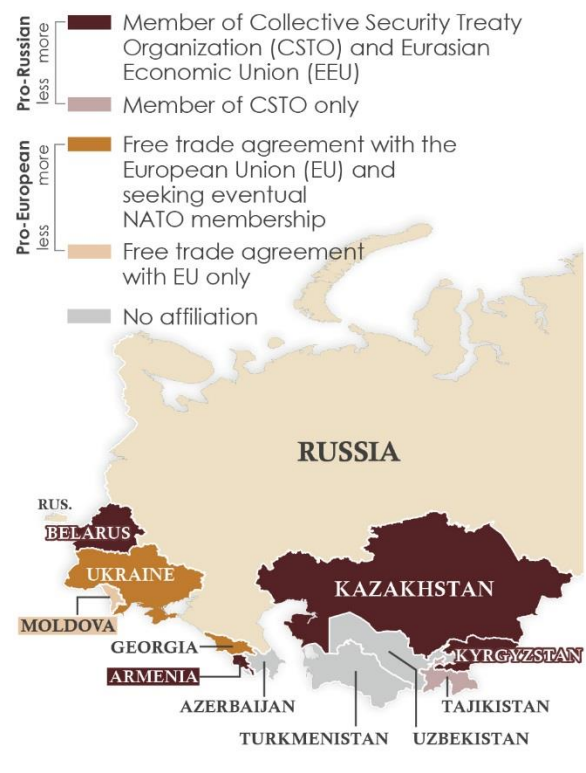 Pro-Russian
more
less
Member of Collective Security Treaty
Organization (CSTO) and Eurasian
Economic Union (EEU)
Member of CSTO only
Pro-European
more
less
Free trade agreement with the
European Union (EU) and
seeking eventual
NATO membership
Free trade agreement
with EU only
No affiliation
RUSSIA
RUS.
BELARUS
UKRAINE
KAZAKHSTAN
MOLDOVA
GEORGIA
KYRGYZSTAN
ARMENIA
AZERBAIJAN
TAJIKISTAN
TURKMENISTAN
UZBEKISTAN